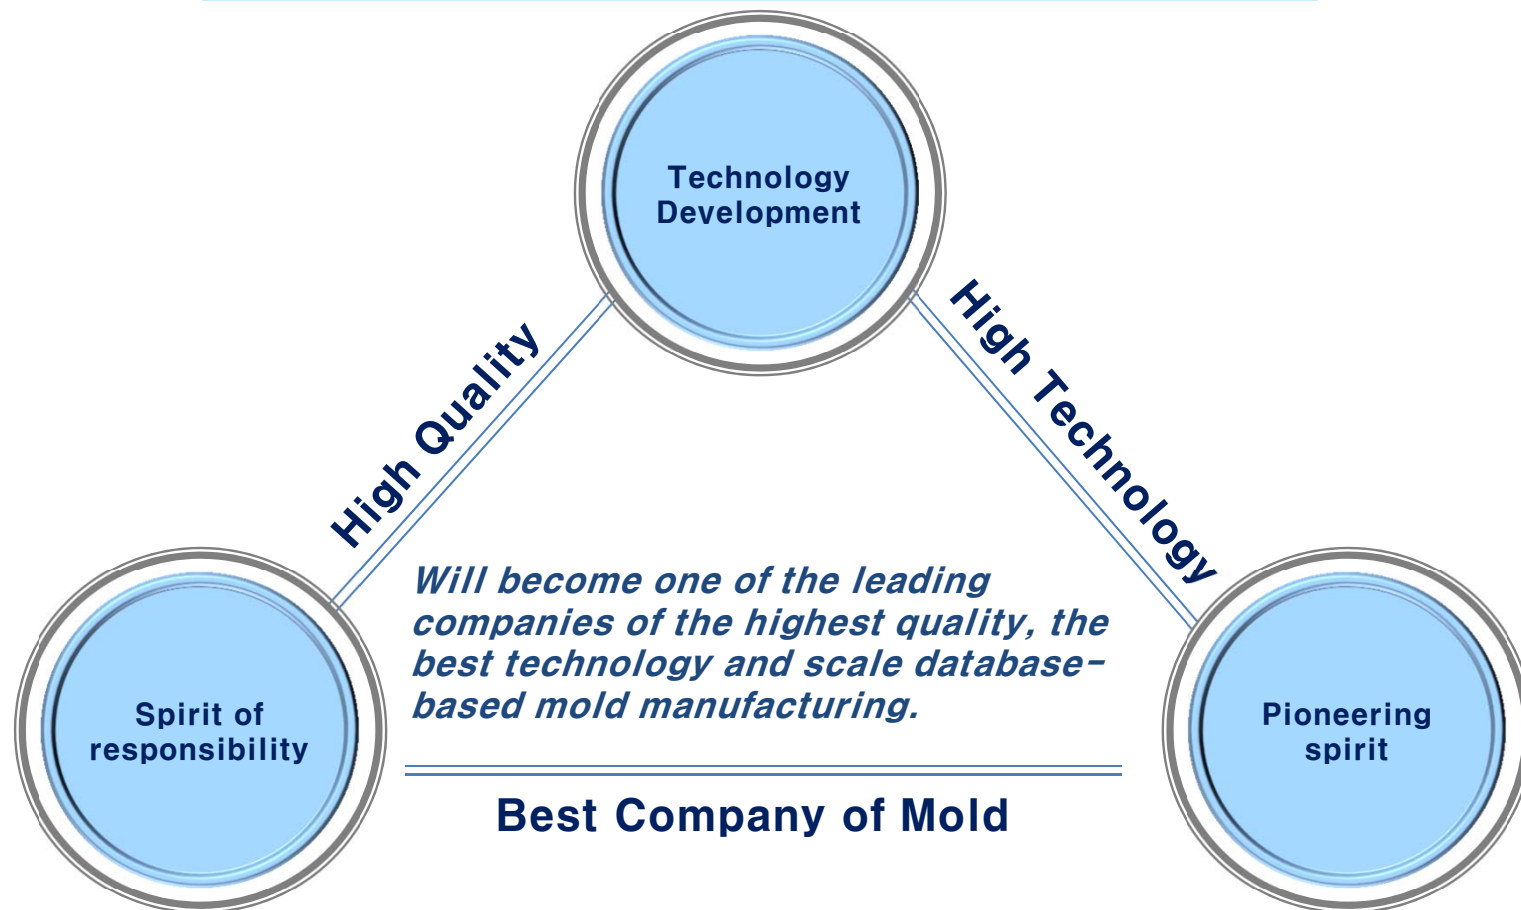 Technology
Development
High Quality
High Technology
Will become one of the leading
companies of the highest quality, the
best technology and scale database-
based mold manufacturing.
Spirit of
responsibility
Pioneering
spirit
Best Company of Mold